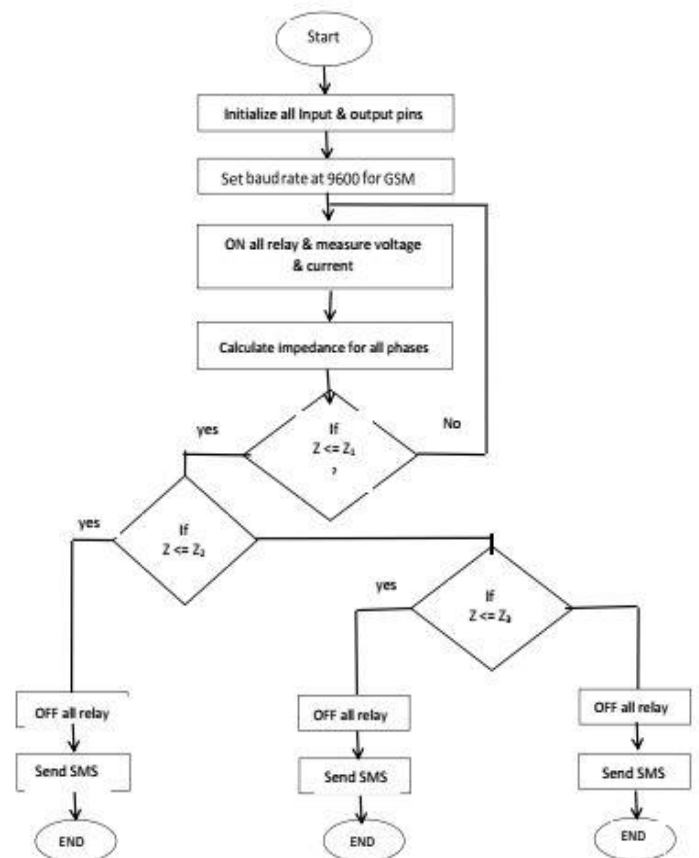 Start
Initialize all Input & output pins
Set baud rate at 9600 for GSM
ON all relay & measure voltage
& current
Calculate impedance for all phases
yes
If
Z <= Z₁
?
No
yes
If
Z <= Z₂
yes
If
Z <= Z₃
OFF all relay
OFF all relay
OFF all relay
Send SMS
Send SMS
Send SMS
END
END
END